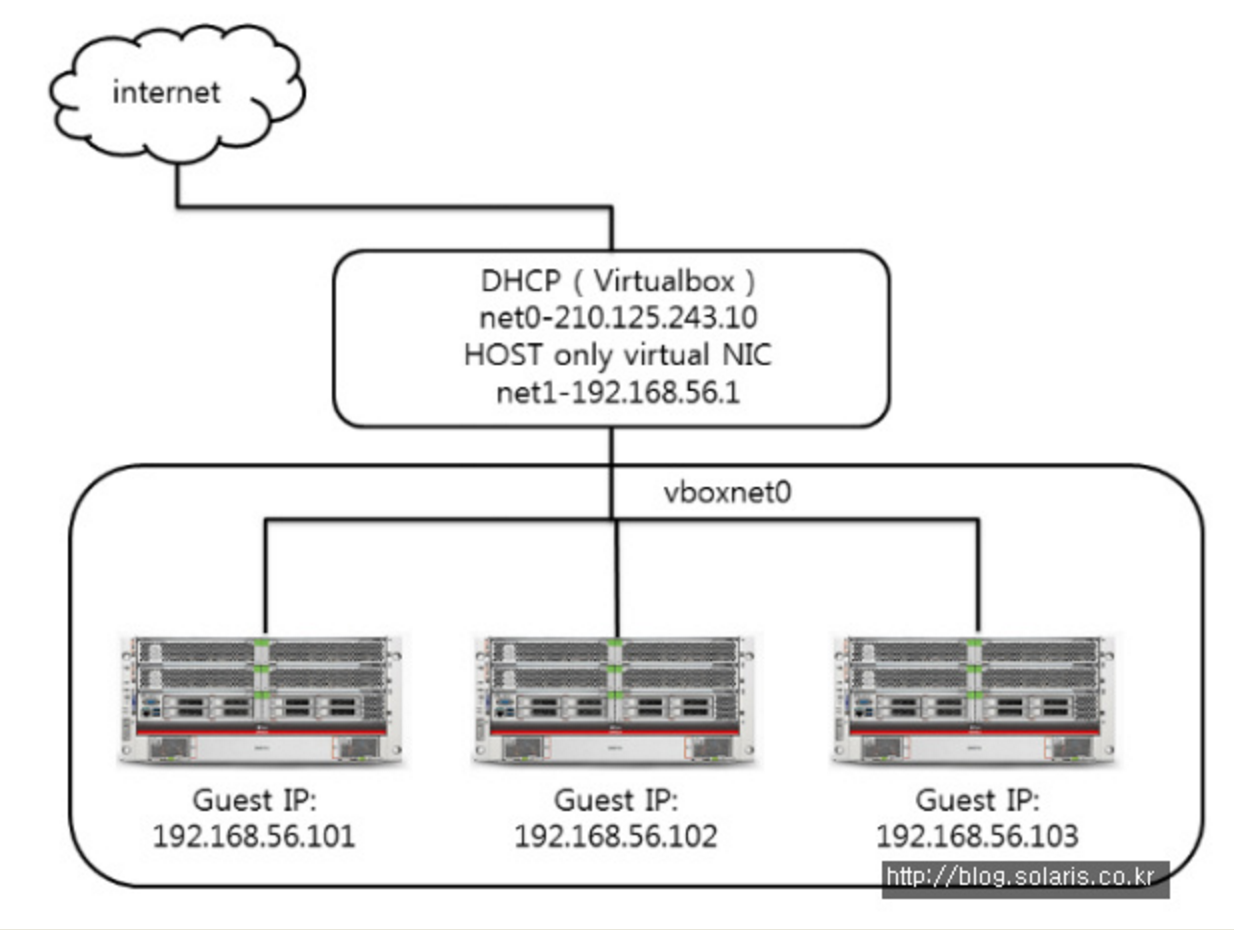 internet
DHCP ( Virtualbox )
net0-210.125.243.10
HOST only virtual NIC
net1-192.168.56.1
vboxnet0
Guest IP:
192.168.56.101
Guest IP:
192.168.56.102
Guest IP:
192.168.56.103
http://blog.solaris.co.kr